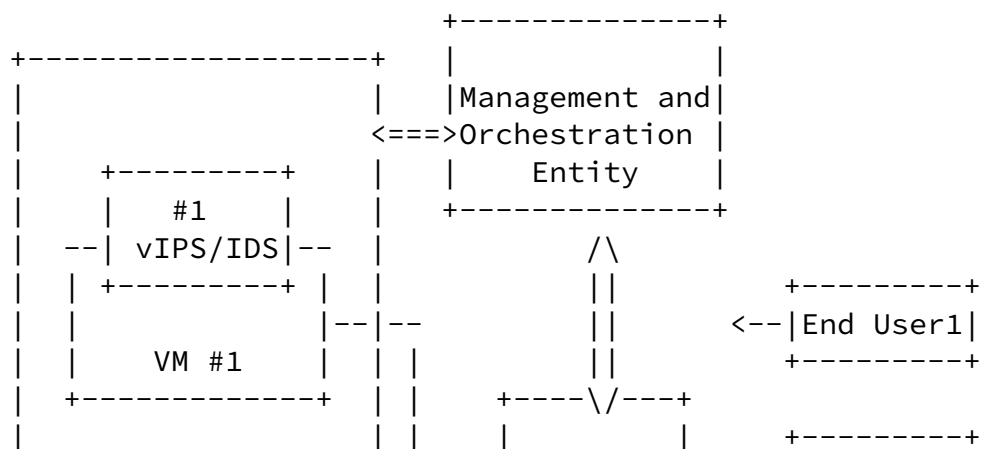 Management and
Orchestration
Entity
#1
vIPS/IDS
End User1
VM #1